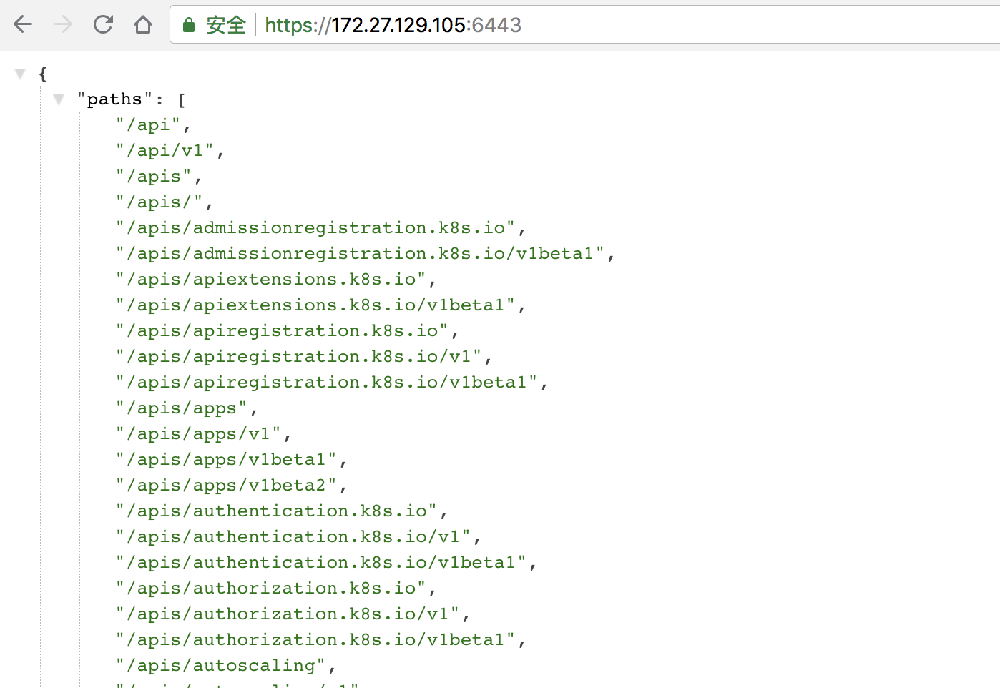 安全 https://172.27.129.105:6443
{
"paths": [
"/api",
"/api/v1",
"/apis",
"/apis/",
"/apis/admissionregistration.k8s.io",
"/apis/admissionregistration.k8s.io/v1beta1",
"/apis/apiextensions.k8s.io",
"/apis/apiextensions.k8s.io/v1beta1",
"/apis/apiregistration.k8s.io",
"/apis/apiregistration.k8s.io/v1",
"/apis/apiregistration.k8s.io/v1beta1",
"/apis/apps",
"/apis/apps/v1",
"/apis/apps/v1beta1",
"/apis/apps/v1beta2",
"/apis/authentication.k8s.io",
"/apis/authentication.k8s.io/v1",
"/apis/authentication.k8s.io/v1beta1",
"/apis/authorization.k8s.io",
"/apis/authorization.k8s.io/v1",
"/apis/authorization.k8s.io/v1beta1",
"/apis/autoscaling",